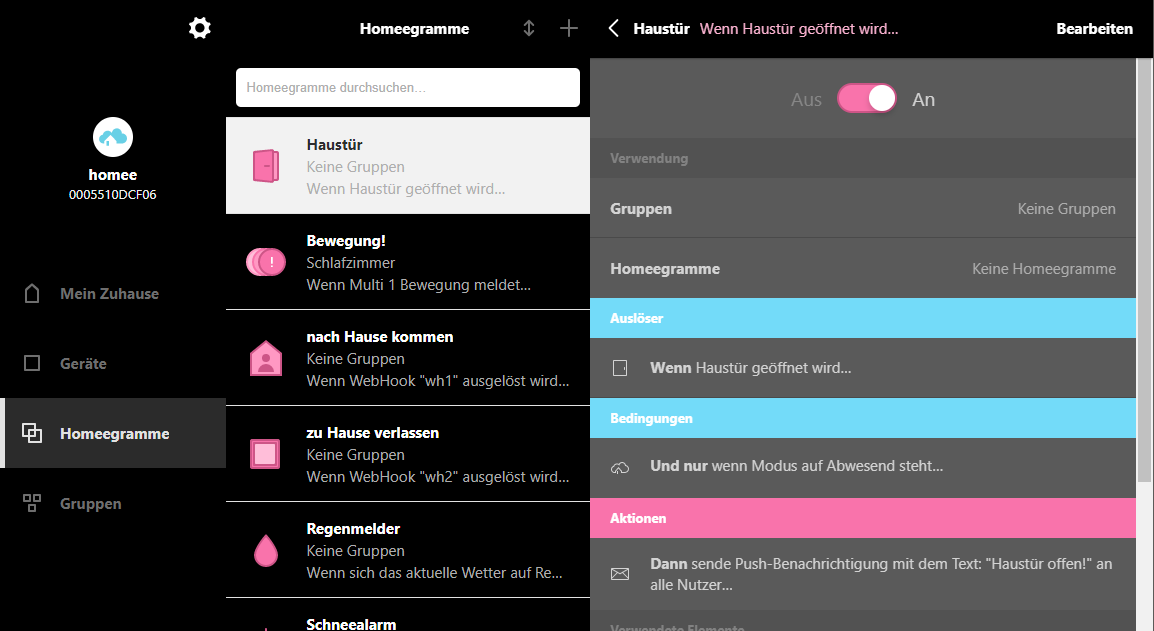 homee
0005510DCF06
Mein Zuhause
Geräte
Homeegramme
Gruppen
Homeegramme
Homeegramme durchsuchen...
Haustür
Keine Gruppen
Wenn Haustür geöffnet wird...
Bewegung!
Schlafzimmer
Wenn Multi 1 Bewegung meldet...
nach Hause kommen
Keine Gruppen
Wenn WebHook "wh1" ausgelöst wird...
zu Hause verlassen
Keine Gruppen
Wenn WebHook "wh2" ausgelöst wird...
Regenmelder
Keine Gruppen
Wenn sich das aktuelle Wetter auf Re...
Schneealarm
Haustür Wenn Haustür geöffnet wird... Bearbeiten
Aus An
Verwendung
Gruppen Keine Gruppen
Homeegramme Keine Homeegramme
Auslöser
Wenn Haustür geöffnet wird...
Bedingungen
Und nur wenn Modus auf Abwesend steht...
Aktionen
Dann sende Push-Benachrichtigung mit dem Text: "Haustür offen!" an
alle Nutzer...
Verwendete Elemente